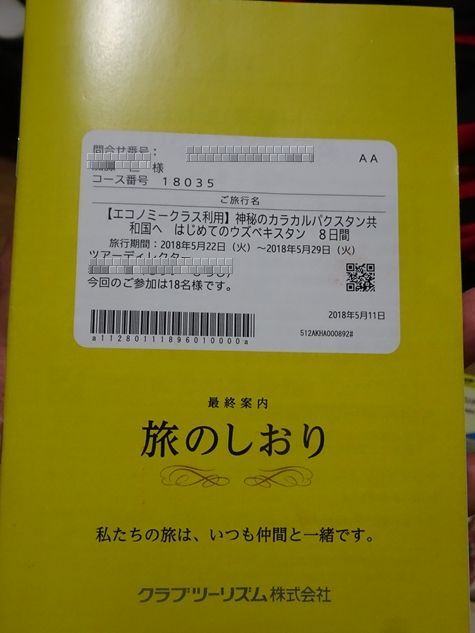 問合せ番号:
様
AA
コース番号 18035
ご旅行名
【エコノミークラス利用】神秘のカラカルパクスタン共
和国へ はじめてのウズベキスタン 8日間
旅行期間:2018年5月22日(火)~2018年5月29日(火)
ツアーディレクター
今回のご参加は18名様です。
2018年5月11日
a11280111896010000a
512AKHA000892#
最終案内
旅のしおり
私たちの旅は、いつも仲間と一緒です。
クラブツーリズム株式会社